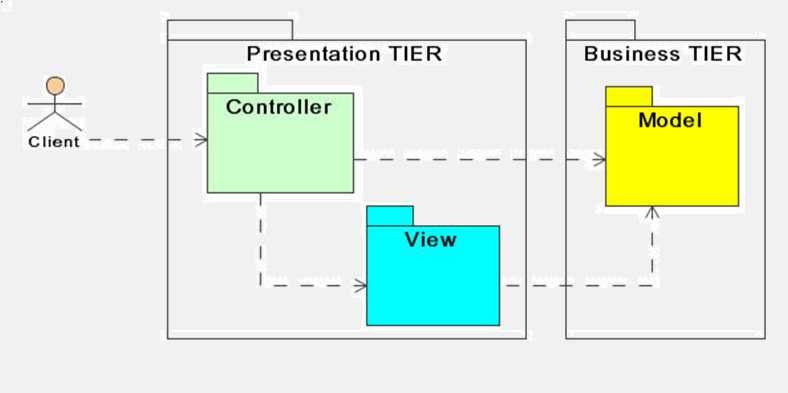 Presentation TIER
Business TIER
Controller
Model
Client
View